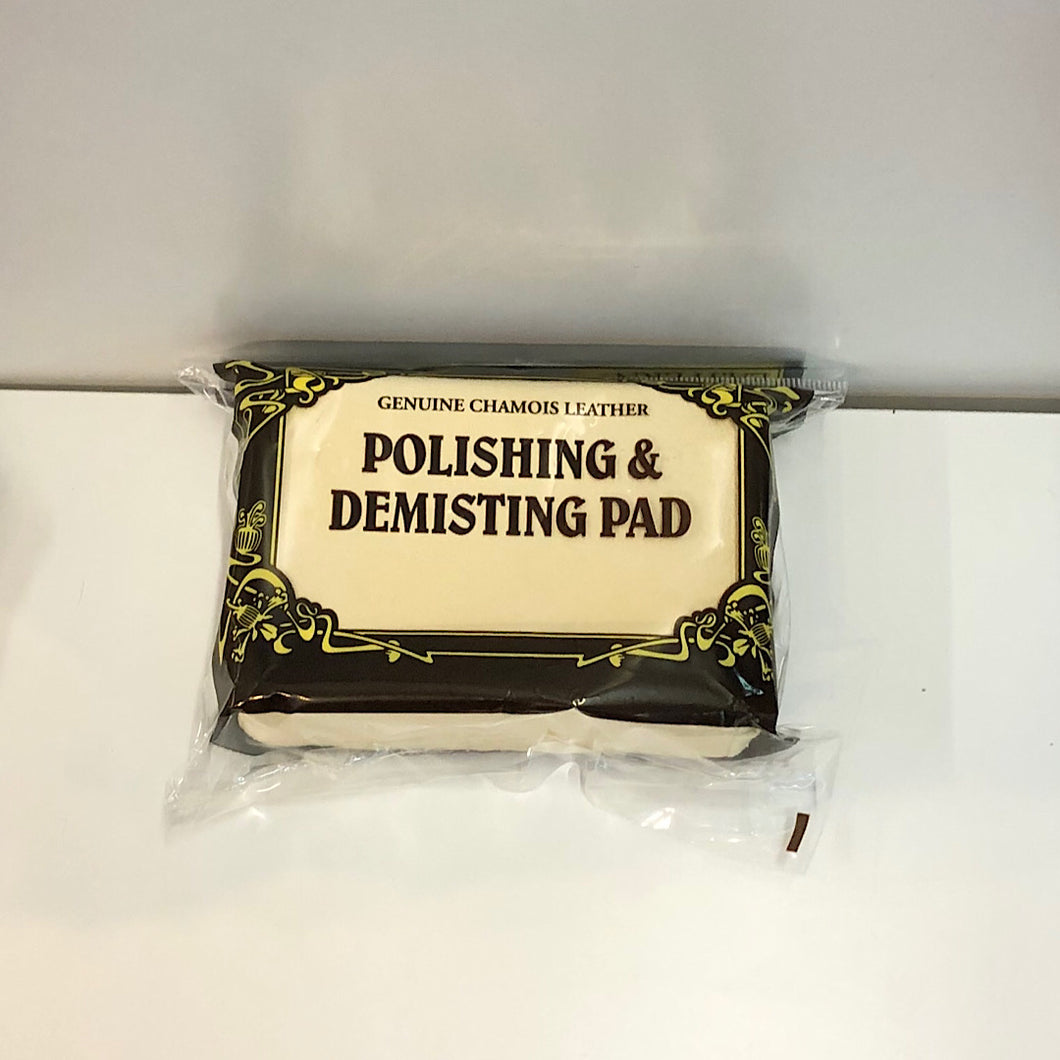 GENUINE CHAMOIS LEATHER
POLISHING &
DEMISTING PAD